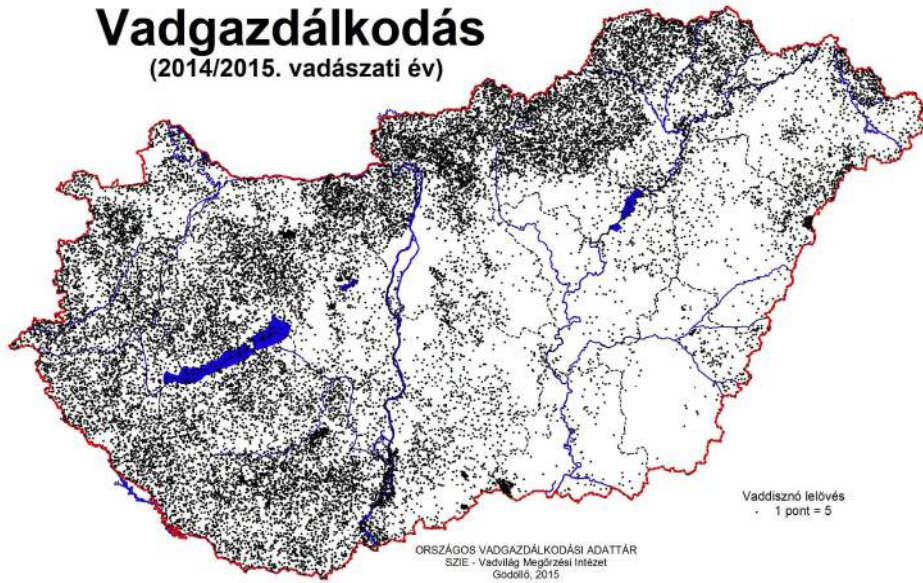 Vadgazdálkodás
(2014/2015. vadászati év)
Vaddisznó lelövés
. 1 pont = 5
ORSZÁGOS VADGAZDÁLKODÁSI ADATTÁR
SZIE - Vadvilág Megőrzési Intézet
Gödöllő, 2015